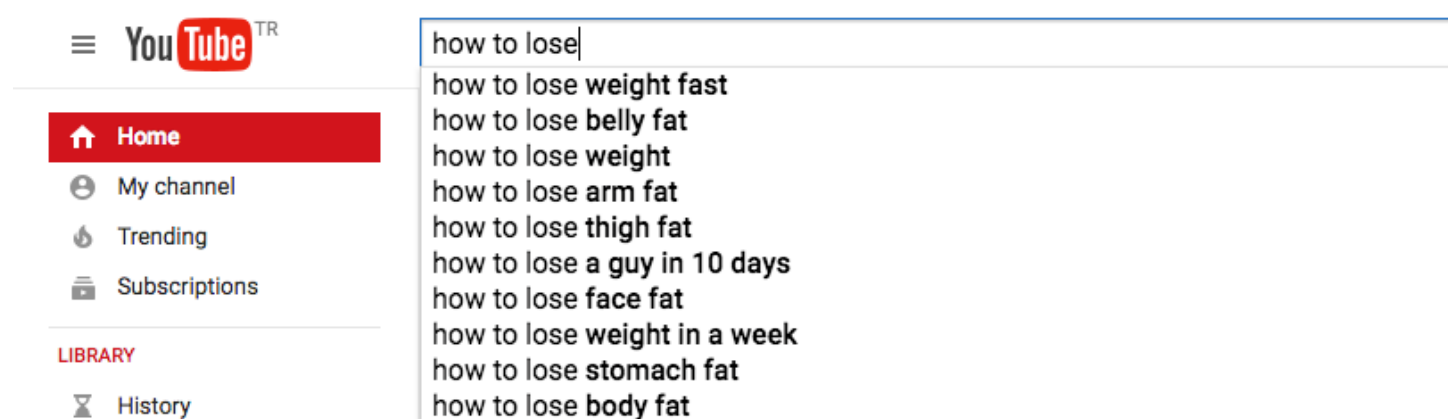 YouTube TR
how to lose
how to lose weight fast
how to lose belly fat
how to lose weight
how to lose arm fat
how to lose thigh fat
how to lose a guy in 10 days
how to lose face fat
how to lose weight in a week
how to lose stomach fat
how to lose body fat
Home
My channel
Trending
Subscriptions
LIBRARY
History